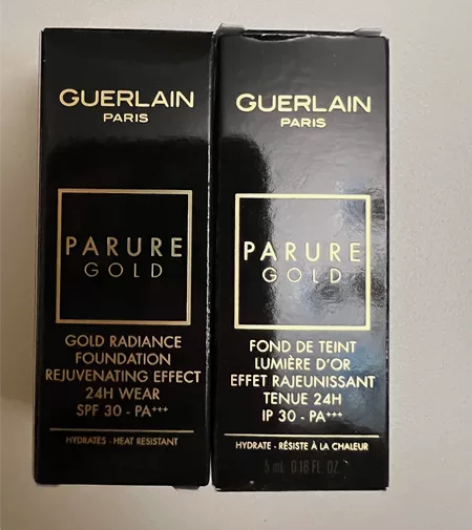 GUERLAIN
PARIS
PARURE
GOLD
GOLD RADIANCE
FOUNDATION
REJUVENATING EFFECT
24H WEAR
SPF 30 - PA+++
HYDRATES - HEAT RESISTANT
GUERLAIN
PARIS
PARURE
GOLD
FOND DE TEINT
LUMIÈRE D'OR
EFFET RAJEUNISSANT
TENUE 24H
IP 30 - PA+++
HYDRATE - RÉSISTE À LA CHALEUR
5 mL 0.16 FL. OZ.